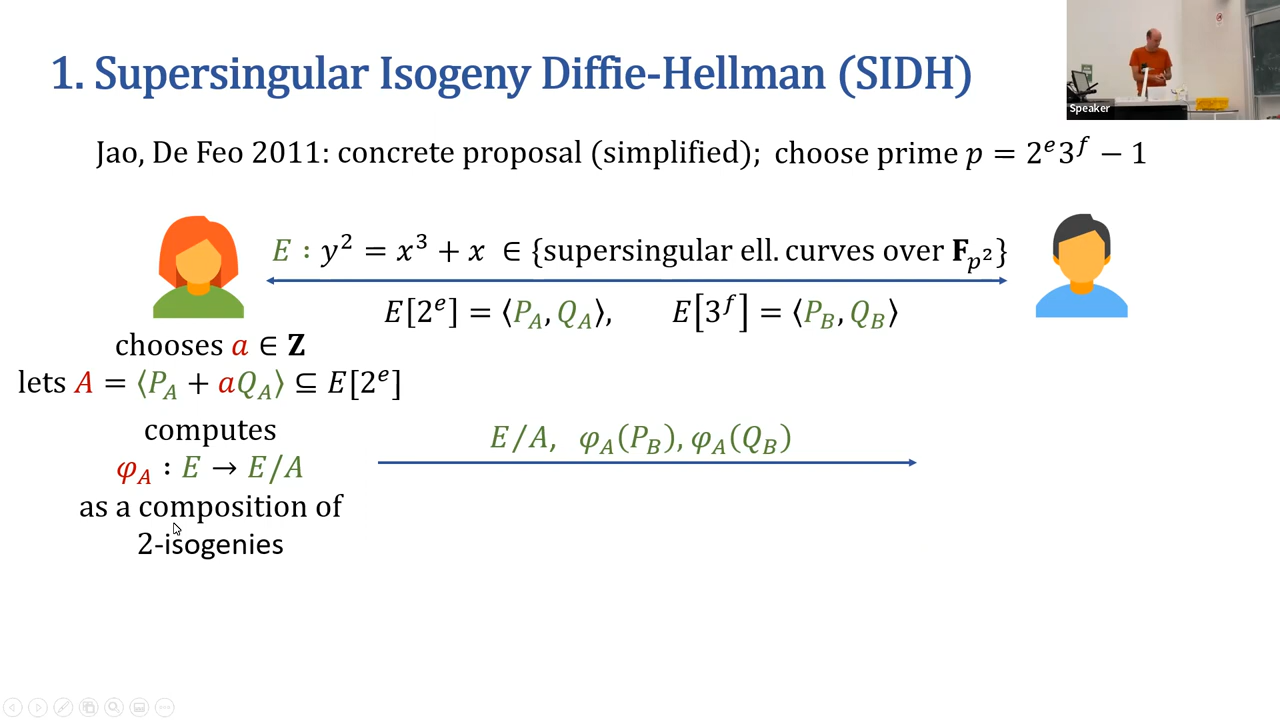 1. Supersingular Isogeny Diffie-Hellman (SIDH)
Speaker
Jao, De Feo 2011: concrete proposal (simplified); choose prime p = 2^e 3^f − 1
E : y² = x³ + x ∈ {supersingular ell. curves over F_{p²}}
E[2^e] = ⟨P_A, Q_A⟩, E[3^f] = ⟨P_B, Q_B⟩
chooses a ∈ Z
lets A = ⟨P_A + aQ_A⟩ ⊆ E[2^e]
computes
φ_A : E → E/A
as a composition of
2-isogenies
E/A, φ_A(P_B), φ_A(Q_B)